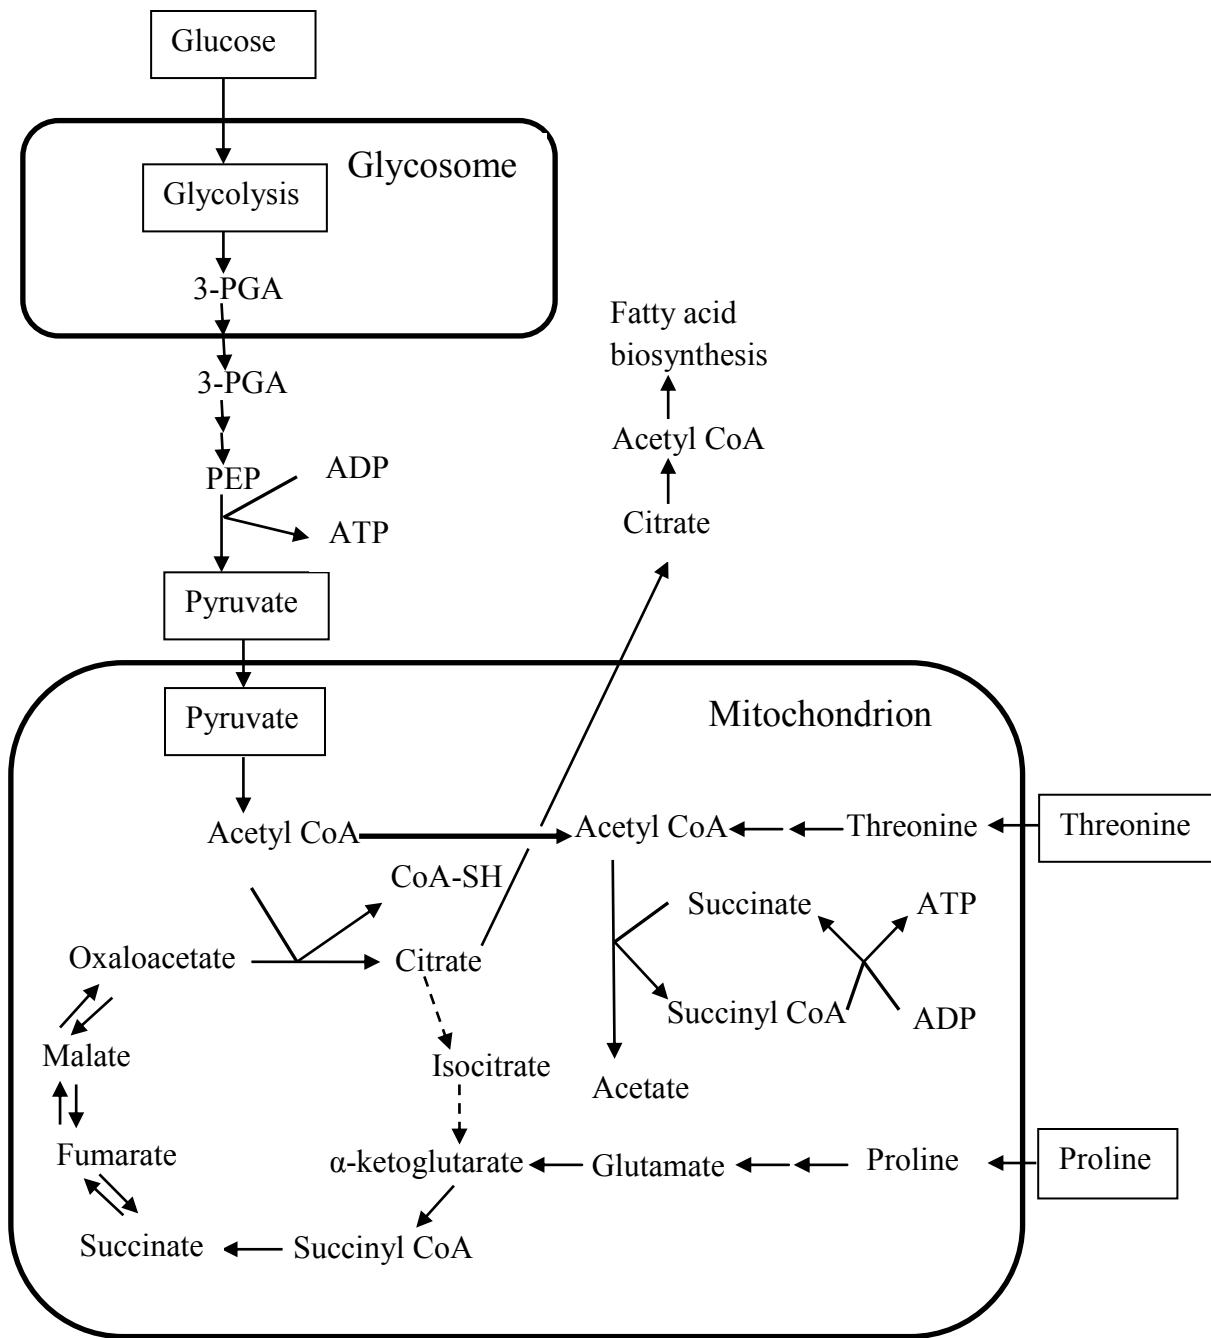 Glucose
Glycosome
Glycolysis
3-PGA
Fatty acid
biosynthesis
3-PGA
Acetyl CoA
PEP
ADP
Citrate
ATP
Pyruvate
Pyruvate
Mitochondrion
Acetyl CoA
Acetyl CoA
Threonine
Threonine
CoA-SH
Succinate
ATP
Oxaloacetate
Citrate
Succinyl CoA
ADP
Malate
Isocitrate
Acetate
Fumarate
α-ketoglutarate
Glutamate
Proline
Proline
Succinate
Succinyl CoA